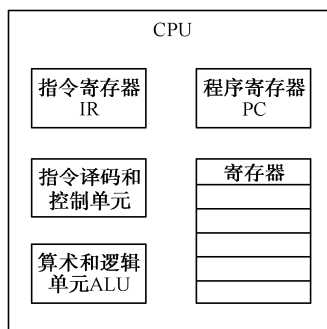 CPU
指令寄存器
IR
程序寄存器
PC
指令译码和
控制单元
寄存器
算术和逻辑
单元ALU